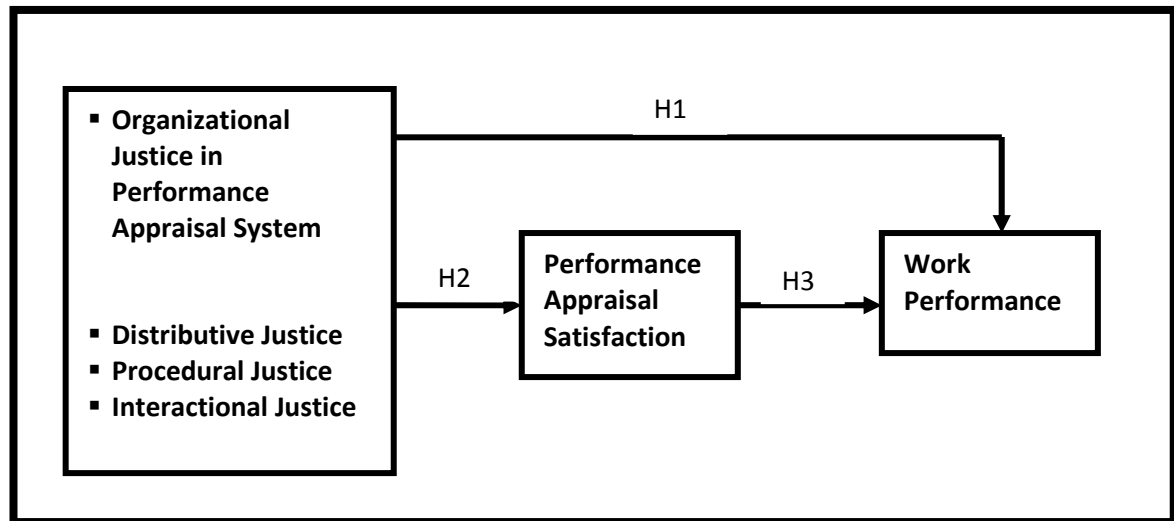 ▪ Organizational
Justice in
Performance
Appraisal System
▪ Distributive Justice
▪ Procedural Justice
▪ Interactional Justice
H1
H2
Performance
Appraisal
Satisfaction
H3
Work
Performance